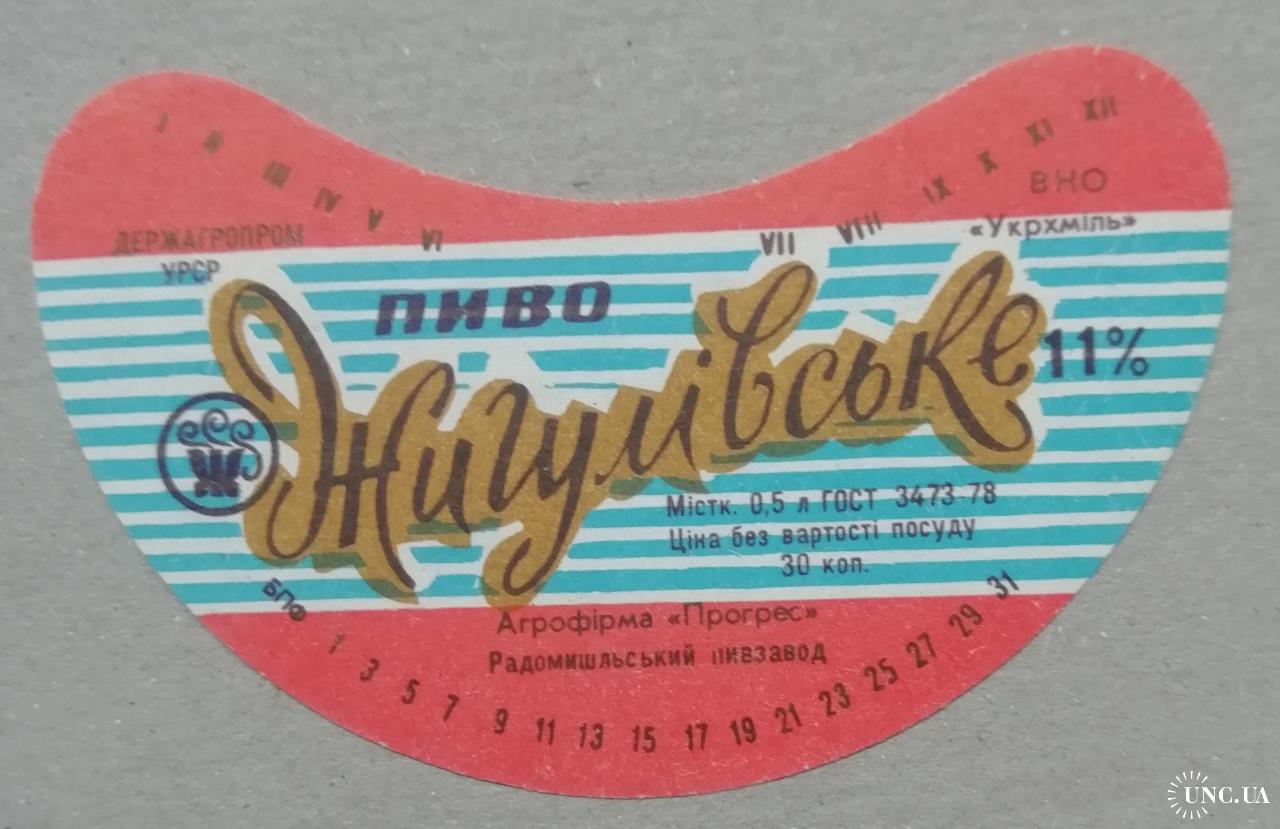 I II III IV V VI VII VIII IX X XI XII
ДЕРЖАГРОПРОМ
УРСР
ВНО
«Укрхміль»
пиво
Жигулівське
11%
Ж
Містк. 0,5 л ГОСТ 3473-78
Ціна без вартості посуду
30 коп.
БПФ
Агрофірма «Прогрес»
Радомишльський пивзавод
1 3 5 7 9 11 13 15 17 19 21 23 25 27 29 31
UNC.UA